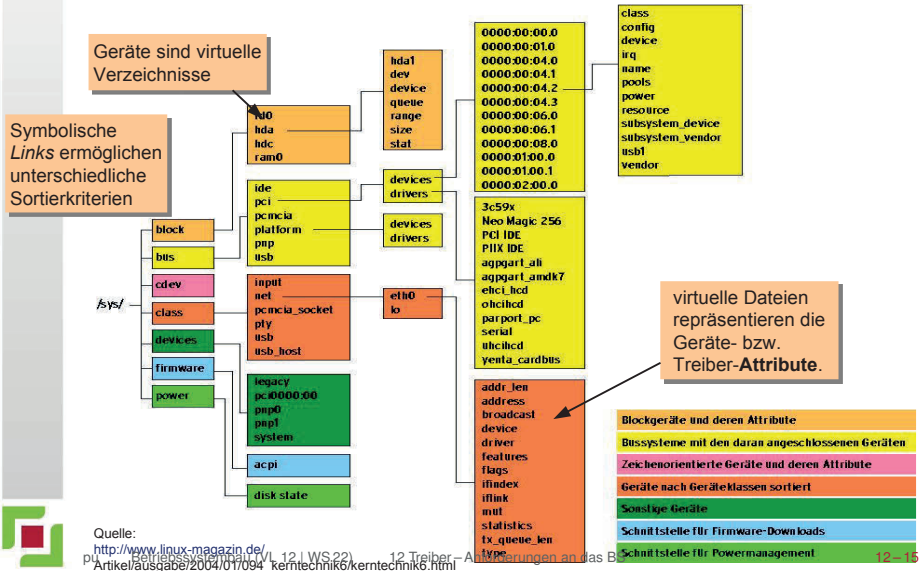 Geräte sind virtuelle
Verzeichnisse
Symbolische
Links ermöglichen
unterschiedliche
Sortierkriterien
/sys/
block
bus
cdev
class
devices
firmware
power
hda
hdc
ram0
ide
pci
pcmcia
platform
pnp
usb
input
net
pcmcia_socket
pty
usb
usb_host
legacy
pci0000:00
pnp0
pnp1
system
acpi
disk state
hda1
dev
device
queue
range
size
stat
devices
drivers
devices
drivers
eth0
lo
0000:00:00.0
0000:00:01.0
0000:00:04.0
0000:00:04.1
0000:00:04.2
0000:00:04.3
0000:00:06.0
0000:00:06.1
0000:00:08.0
0000:01:00.0
0000:01:00.1
0000:02:00.0
3c59x
Neo Magic 256
PCI IDE
PIIX IDE
agpgart_ali
agpgart_amdk7
ehci_hcd
ohcihcd
parport_pc
serial
uhcihcd
yenta_cardbus
addr_len
address
broadcast
device
driver
features
flags
ifindex
iflink
mut
statistics
tx_queue_len
type
class
config
device
irq
name
pools
power
resource
subsystem_device
subsystem_vendor
usb1
vendor
virtuelle Dateien
repräsentieren die
Geräte- bzw.
Treiber-Attribute.
Blockgeräte und deren Attribute
Bussysteme mit den daran angeschlossenen Geräten
Zeichenorientierte Geräte und deren Attribute
Geräte nach Geräteklassen sortiert
Sonstige Geräte
Schnittstelle für Firmware-Downloads
Schnittstelle für Powermanagement
Quelle:
http://www.linux-magazin.de/
Artikel/ausgabe/2004/01/094_kerntechnik6/kerntechnik6.html
pu Betriebssystembau (VL 12 | WS 22) 12 Treiber – Anforderungen an das BS 12–15